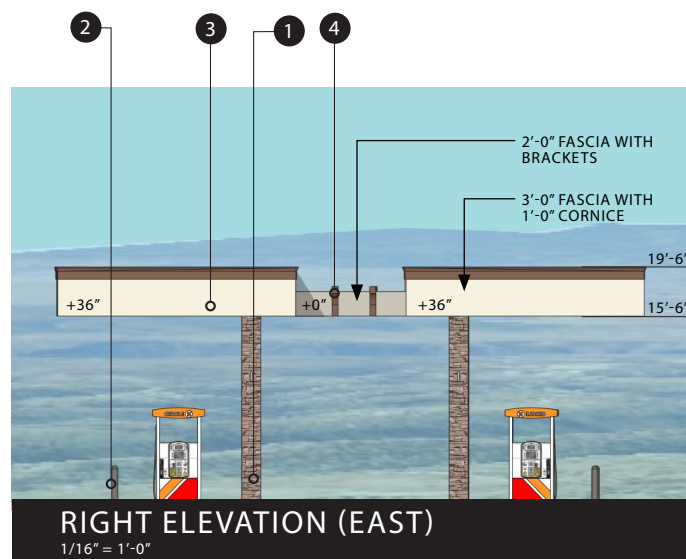 2
3
1
4
2'-0" FASCIA WITH
BRACKETS
3'-0" FASCIA WITH
1'-0" CORNICE
19'-6"
+36"
+0"
+36"
15'-6"
RIGHT ELEVATION (EAST)
1/16" = 1'-0"